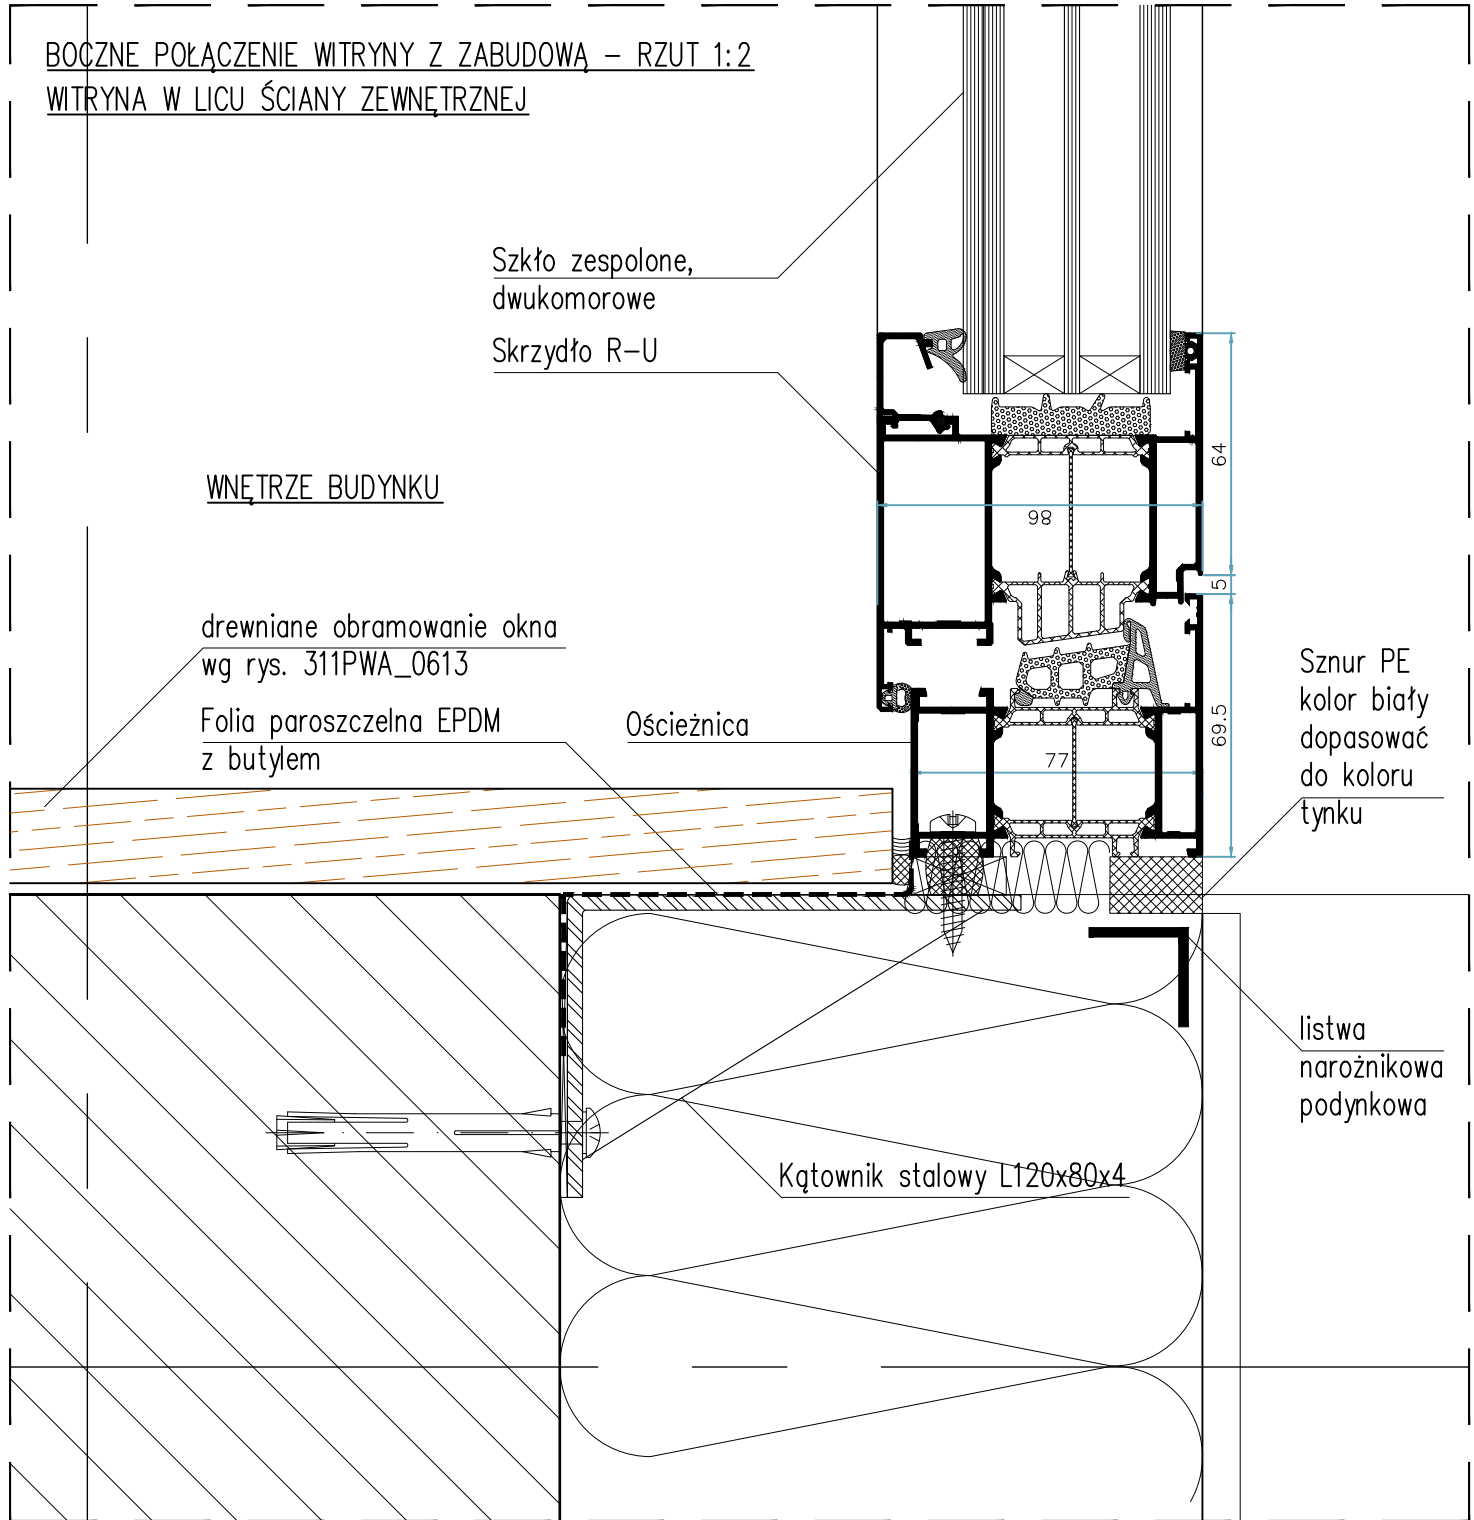 BOCZNE POŁĄCZENIE WITRYNY Z ZABUDOWĄ – RZUT 1:2
WITRYNA W LICU ŚCIANY ZEWNĘTRZNEJ
Szkło zespolone,
dwukomorowe
Skrzydło R–U
64
WNĘTRZE BUDYNKU
98
5
drewniane obramowanie okna
wg rys. 311PWA_0613
Folia paroszczelna EPDM
z butylem
Ościeżnica
69.5
77
Sznur PE
kolor biały
dopasować
do koloru
tynku
listwa
narożnikowa
podynkowa
Kątownik stalowy L120x80x4